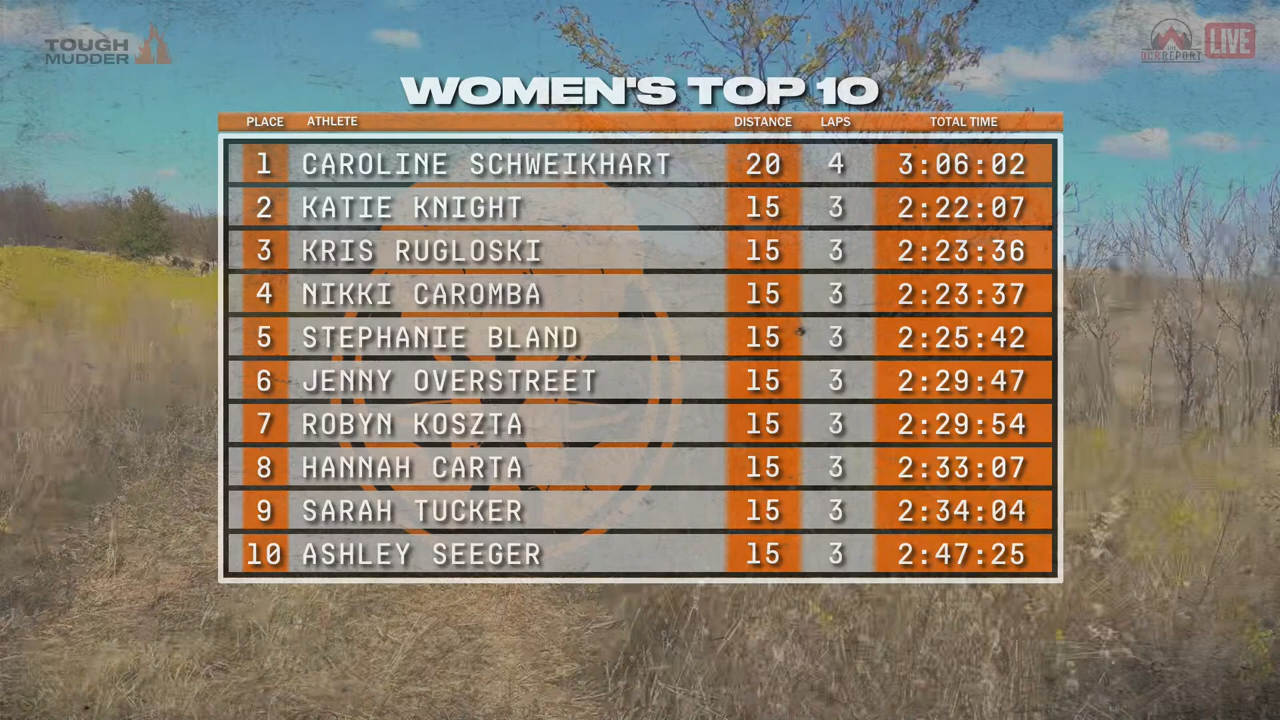 TOUGH
MUDDER
THE
OCRREPORT LIVE
WOMEN'S TOP 10
PLACE ATHLETE DISTANCE LAPS TOTAL TIME
1 CAROLINE SCHWEIKHART 20 4 3:06:02
2 KATIE KNIGHT 15 3 2:22:07
3 KRIS RUGLOSKI 15 3 2:23:36
4 NIKKI CAROMBA 15 3 2:23:37
5 STEPHANIE BLAND 15 3 2:25:42
6 JENNY OVERSTREET 15 3 2:29:47
7 ROBYN KOSZTA 15 3 2:29:54
8 HANNAH CARTA 15 3 2:33:07
9 SARAH TUCKER 15 3 2:34:04
10 ASHLEY SEEGER 15 3 2:47:25